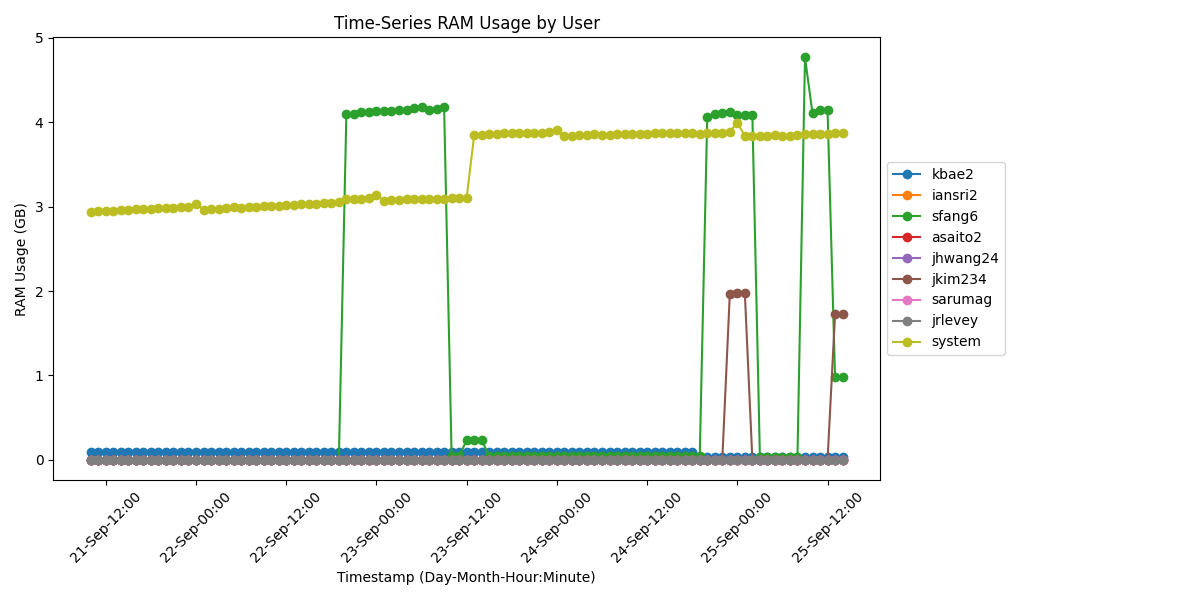 Time-Series RAM Usage by User
RAM Usage (GB)
5
4
3
2
1
0
21-Sep-12:00
22-Sep-00:00
22-Sep-12:00
23-Sep-00:00
23-Sep-12:00
24-Sep-00:00
24-Sep-12:00
25-Sep-00:00
25-Sep-12:00
Timestamp (Day-Month-Hour:Minute)
kbae2
iansri2
sfang6
asaito2
jhwang24
jkim234
sarumag
jrlevey
system